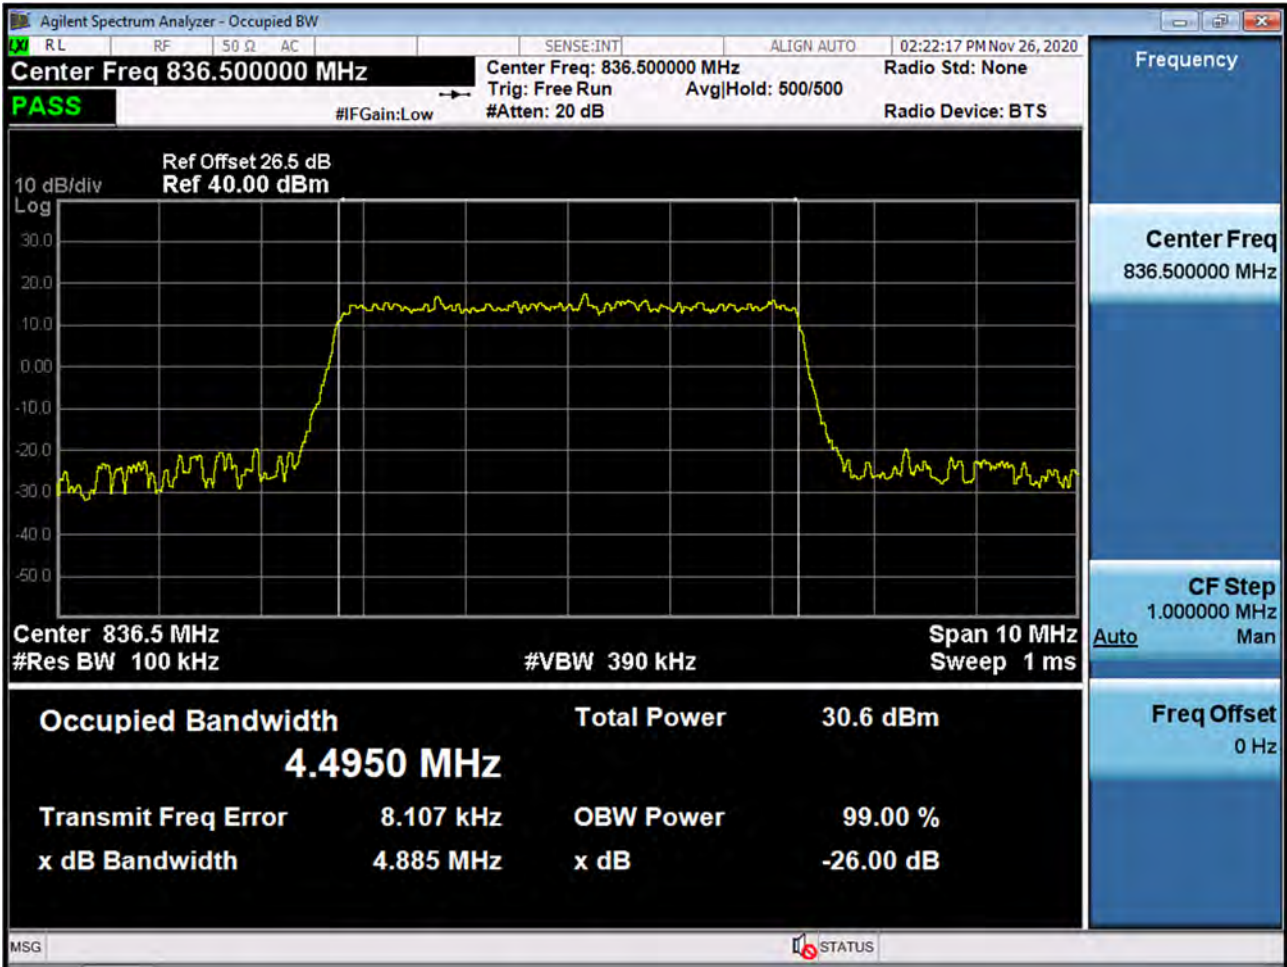 Agilent Spectrum Analyzer - Occupied BW
LXI RL RF 50 Ω AC SENSE:INT ALIGN AUTO 02:22:17 PM Nov 26, 2020
Center Freq 836.500000 MHz
Center Freq: 836.500000 MHz Radio Std: None
Trig: Free Run Avg|Hold: 500/500
PASS
#IFGain:Low #Atten: 20 dB Radio Device: BTS
Ref Offset 26.5 dB
10 dB/div Ref 40.00 dBm
Log
30.0
20.0
10.0
0.00
-10.0
-20.0
-30.0
-40.0
-50.0
Center 836.5 MHz Span 10 MHz
#Res BW 100 kHz #VBW 390 kHz Sweep 1 ms
Occupied Bandwidth Total Power 30.6 dBm
4.4950 MHz
Transmit Freq Error 8.107 kHz OBW Power 99.00 %
x dB Bandwidth 4.885 MHz x dB -26.00 dB
MSG STATUS
Frequency
Center Freq
836.500000 MHz
CF Step
1.000000 MHz
Auto Man
Freq Offset
0 Hz